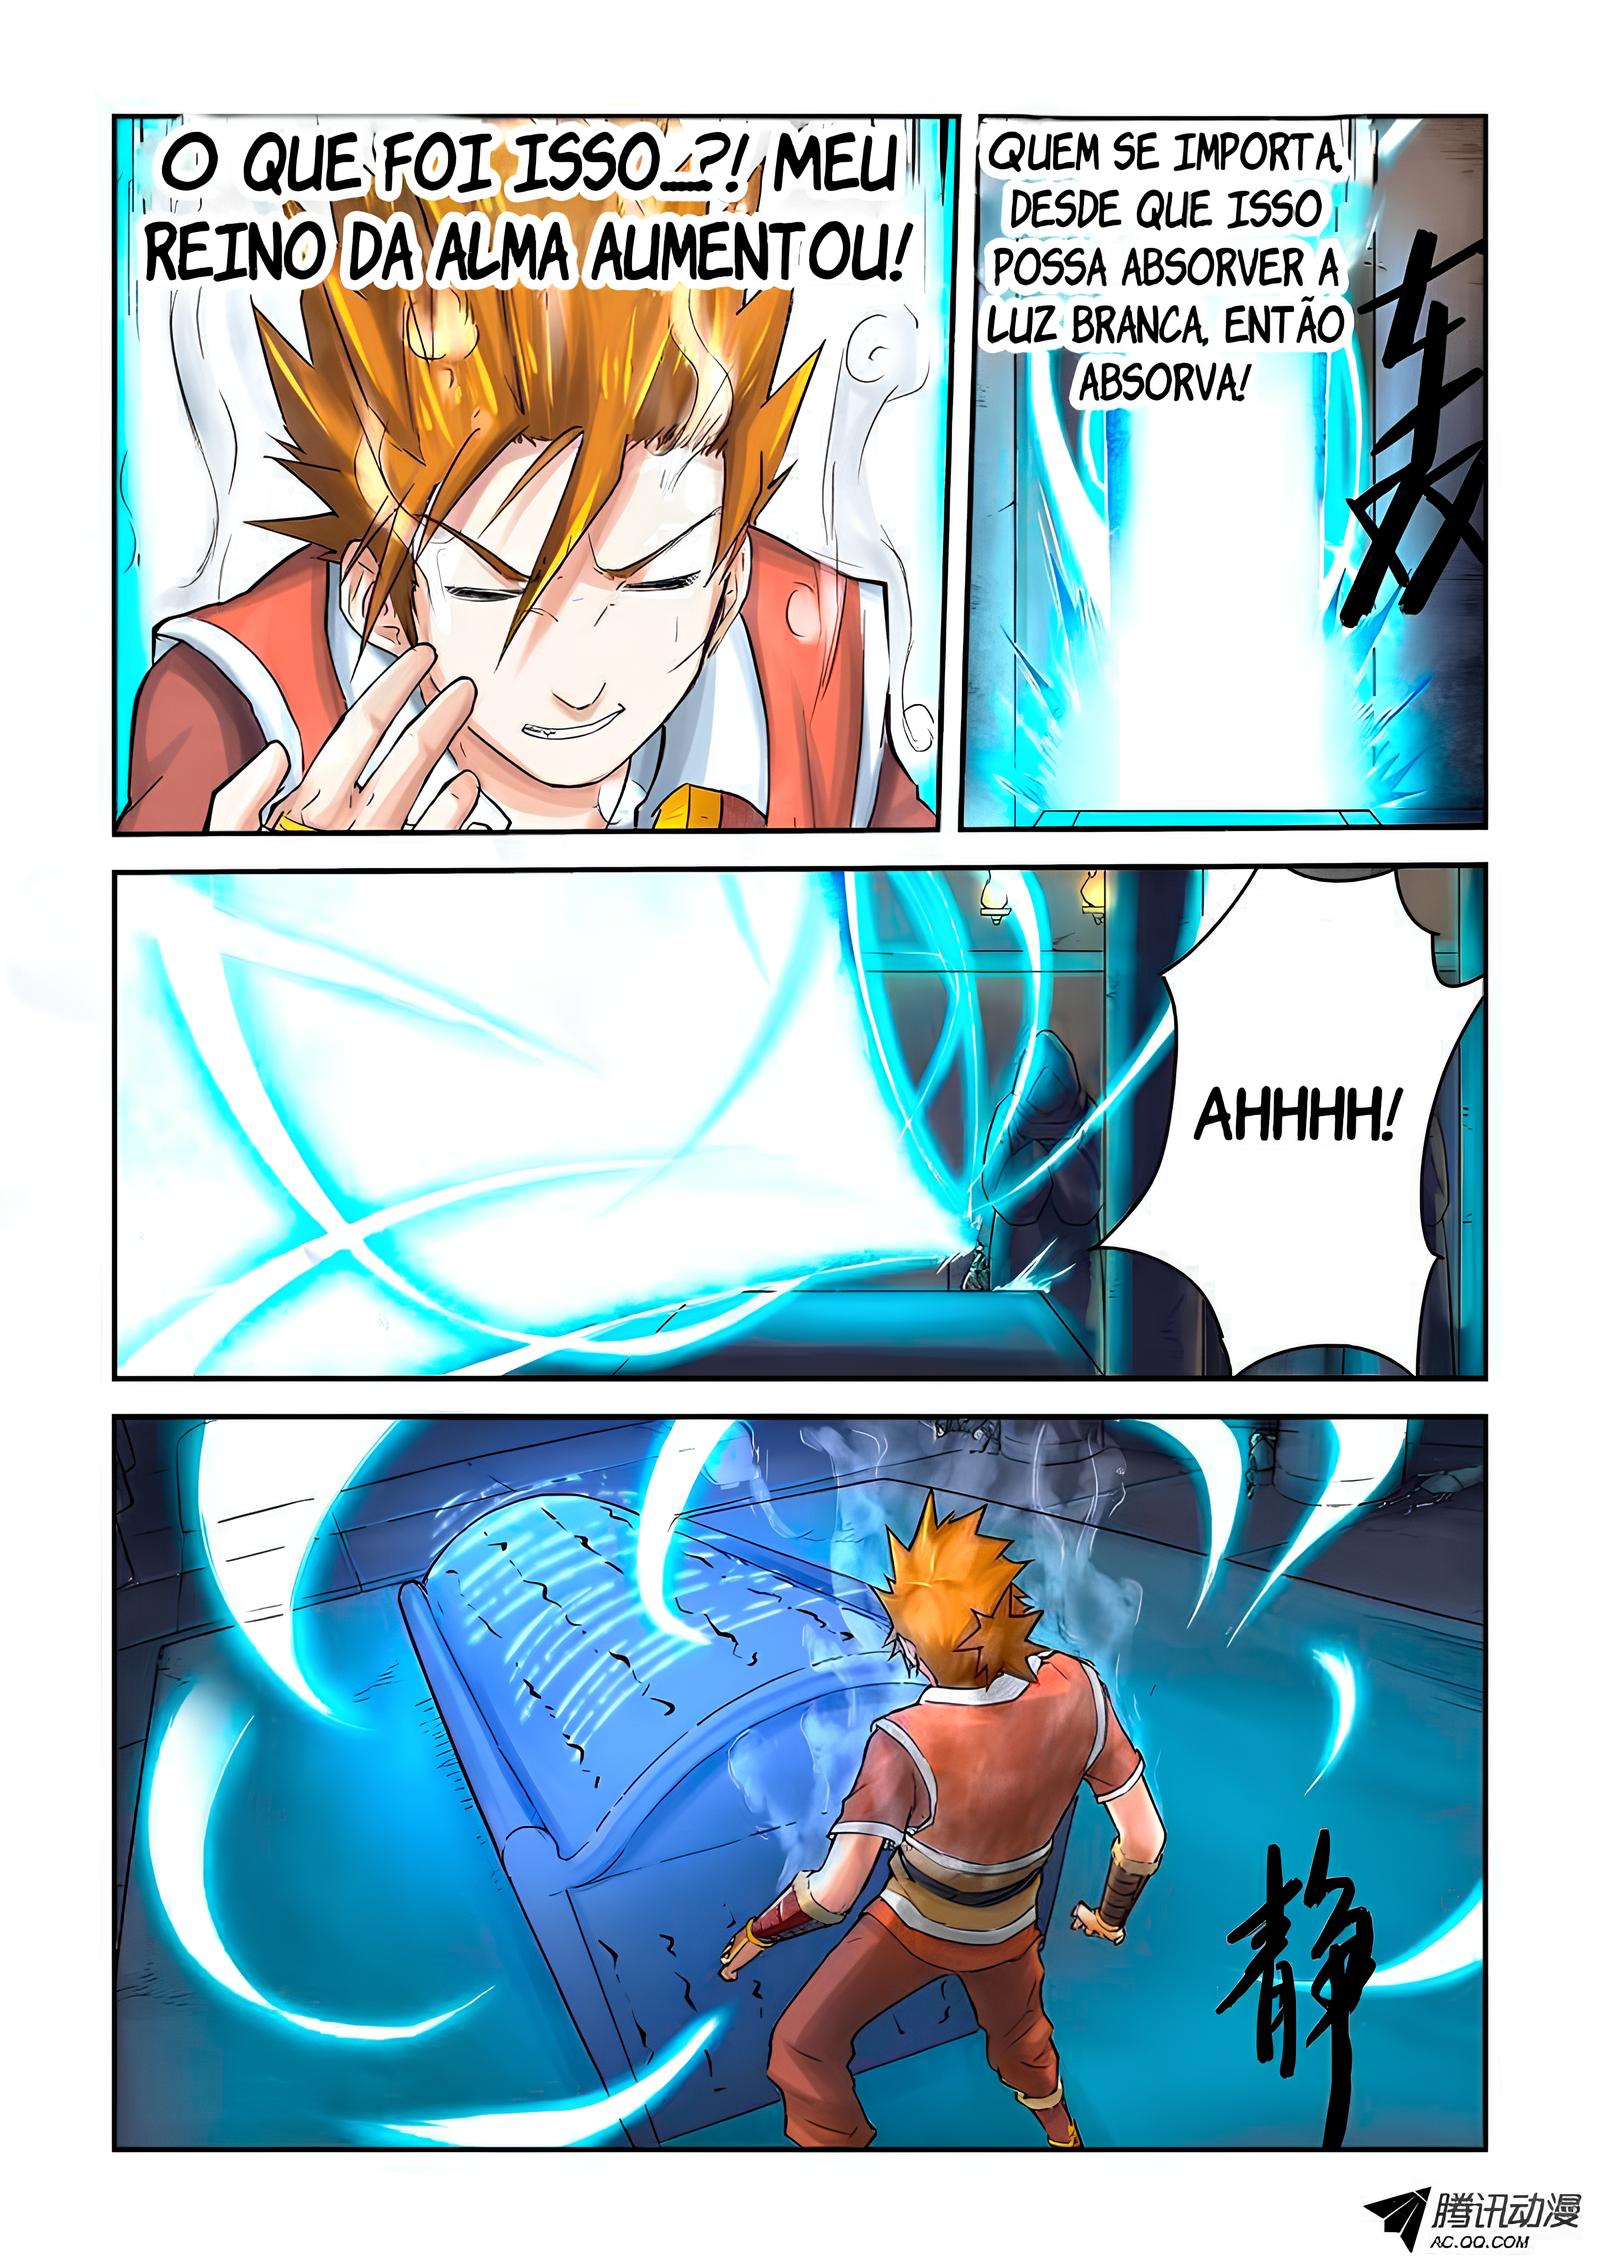 O QUE FOI ISSO.....?! MEU
REINO DA ALMA AUMENTOU!
QUEM SE IMPORTA,
DESDE QUE ISSO
POSSA ABSORVER A
LUZ BRANCA, ENTÃO
ABSORVA!
轰
AHHHH!
静
腾讯动漫
AC.QQ.COM